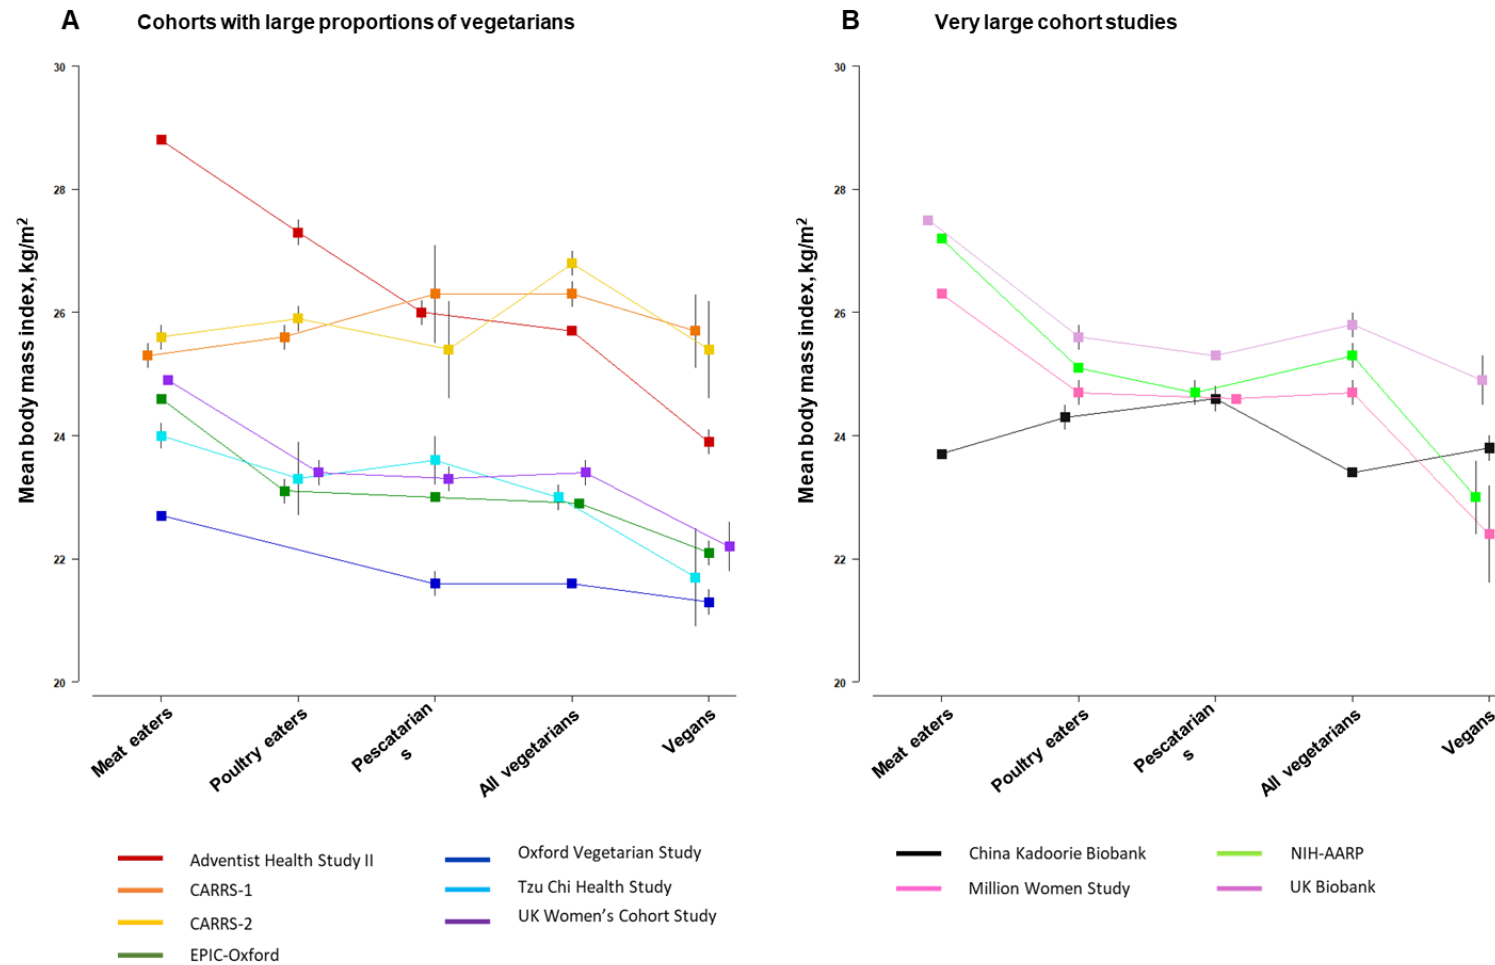 A Cohorts with large proportions of vegetarians
Mean body mass index, kg/m²
30
28
26
24
22
20
Meat eaters
Poultry eaters
Pescatarian
s
All vegetarians
Vegans
Adventist Health Study II
CARRS-1
CARRS-2
EPIC-Oxford
Oxford Vegetarian Study
Tzu Chi Health Study
UK Women’s Cohort Study
B Very large cohort studies
Mean body mass index, kg/m²
30
28
26
24
22
20
Meat eaters
Poultry eaters
Pescatarian
s
All vegetarians
Vegans
China Kadoorie Biobank
Million Women Study
NIH-AARP
UK Biobank